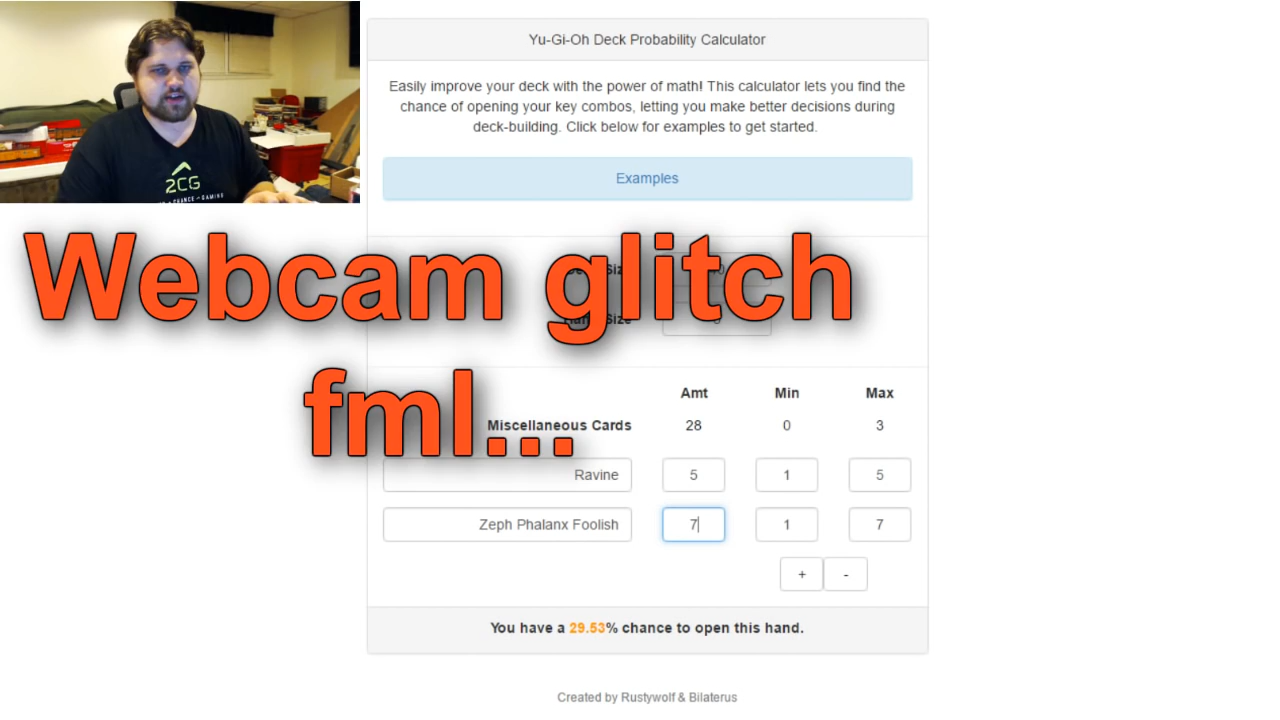 Yu-Gi-Oh Deck Probability Calculator
Easily improve your deck with the power of math! This calculator lets you find the
chance of opening your key combos, letting you make better decisions during
deck-building. Click below for examples to get started.
Examples
2CG
Webcam glitch
fml...
Size
Size
Amt Min Max
Miscellaneous Cards 28 0 3
Ravine 5 1 5
Zeph Phalanx Foolish 7 1 7
+ -
You have a 29.53% chance to open this hand.
Created by Rustywolf & Bilaterus